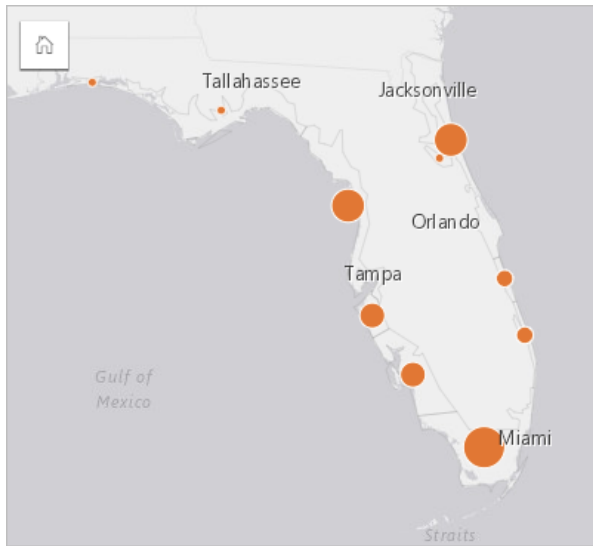 Tallahassee
Jacksonville
Orlando
Tampa
Gulf of
Mexico
Miami
Straits